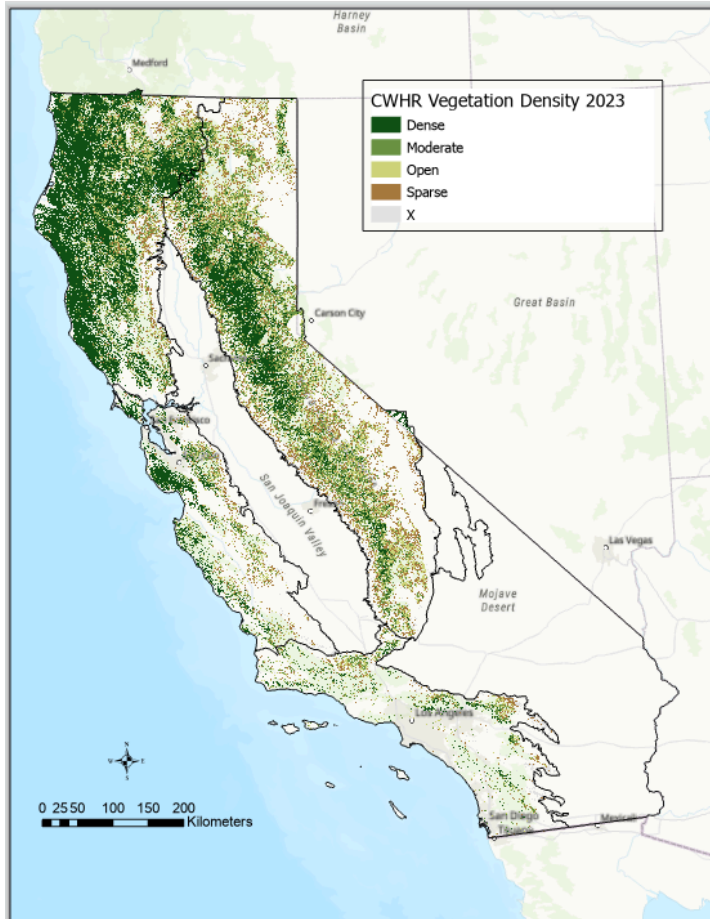 Harney
Basin
Medford
CWHR Vegetation Density 2023
Dense
Moderate
Open
Sparse
X
Great Basin
Carson City
San Joaquin Valley
Las Vegas
Mojave
Desert
Los Angeles
N
W E
S
0 25 50 100 150 200
Kilometers
San Diego
Tijuana